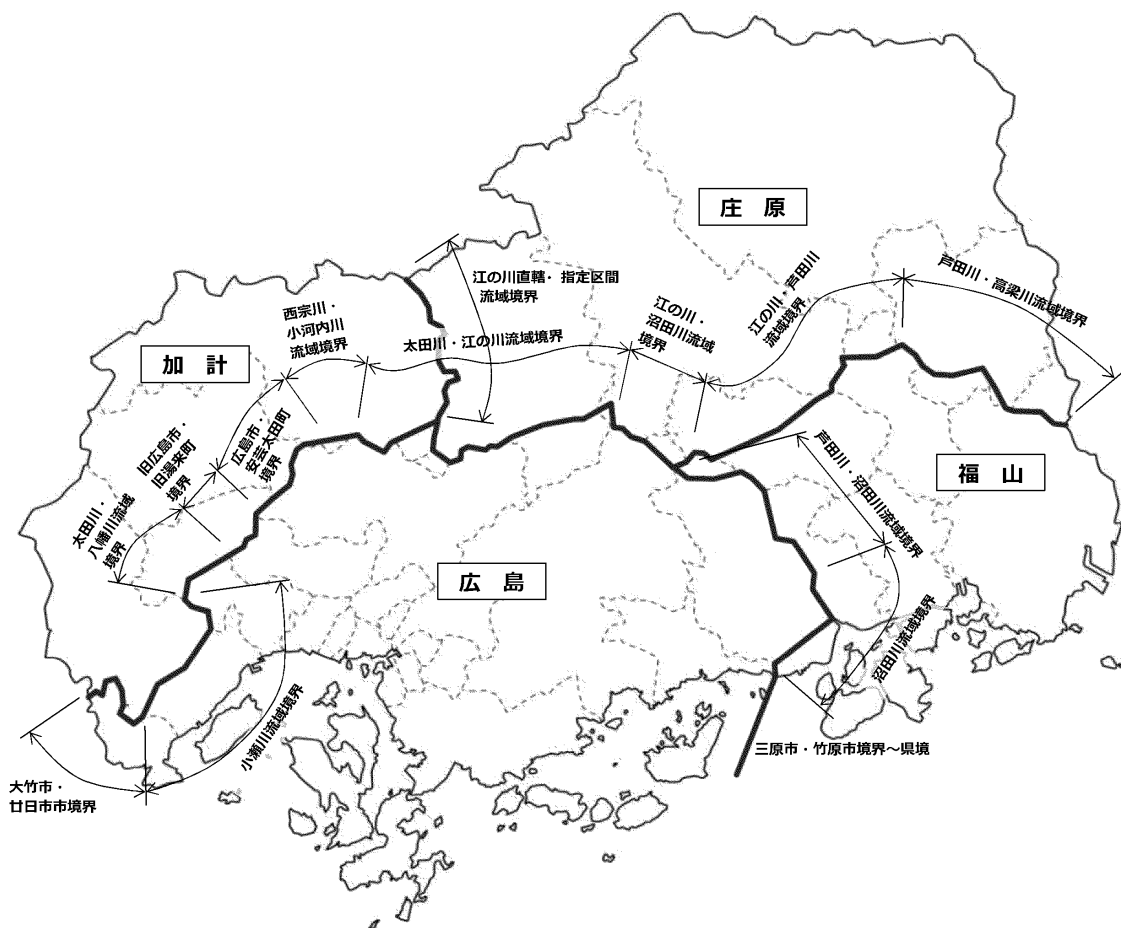 庄 原
江の川直轄・指定区間
流域境界
芦田川・高梁川流域境界
江の川・芦田川
流域境界
西宗川・
小河内川
流域境界
太田川・江の川流域境界
江の川・
沼田川流域
境界
加 計
広島市・
安芸太田町
境界
旧広島市・
旧湯来町
境界
太田川・
八幡川流域
境界
芦田川・沼田川流域境界
福 山
広 島
沼田川流域境界
小瀬川流域境界
三原市・竹原市境界~県境
大竹市・
廿日市市境界